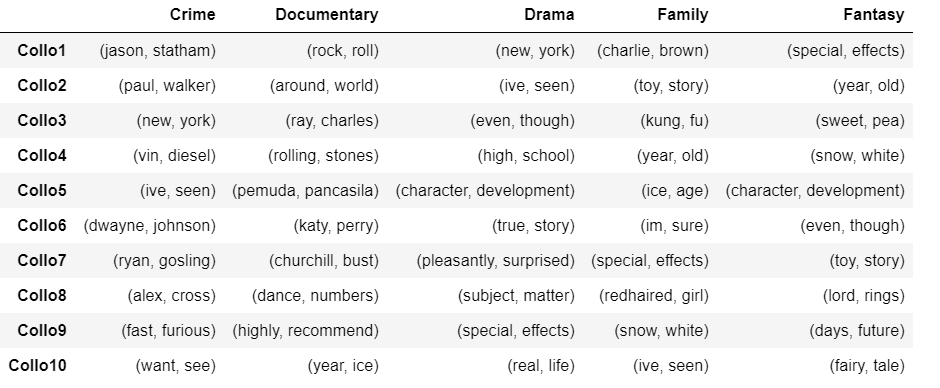 Crime Documentary Drama Family Fantasy
Collo1 (jason, statham) (rock, roll) (new, york) (charlie, brown) (special, effects)
Collo2 (paul, walker) (around, world) (ive, seen) (toy, story) (year, old)
Collo3 (new, york) (ray, charles) (even, though) (kung, fu) (sweet, pea)
Collo4 (vin, diesel) (rolling, stones) (high, school) (year, old) (snow, white)
Collo5 (ive, seen) (pemuda, pancasila) (character, development) (ice, age) (character, development)
Collo6 (dwayne, johnson) (katy, perry) (true, story) (im, sure) (even, though)
Collo7 (ryan, gosling) (churchill, bust) (pleasantly, surprised) (special, effects) (toy, story)
Collo8 (alex, cross) (dance, numbers) (subject, matter) (redhaired, girl) (lord, rings)
Collo9 (fast, furious) (highly, recommend) (special, effects) (snow, white) (days, future)
Collo10 (want, see) (year, ice) (real, life) (ive, seen) (fairy, tale)